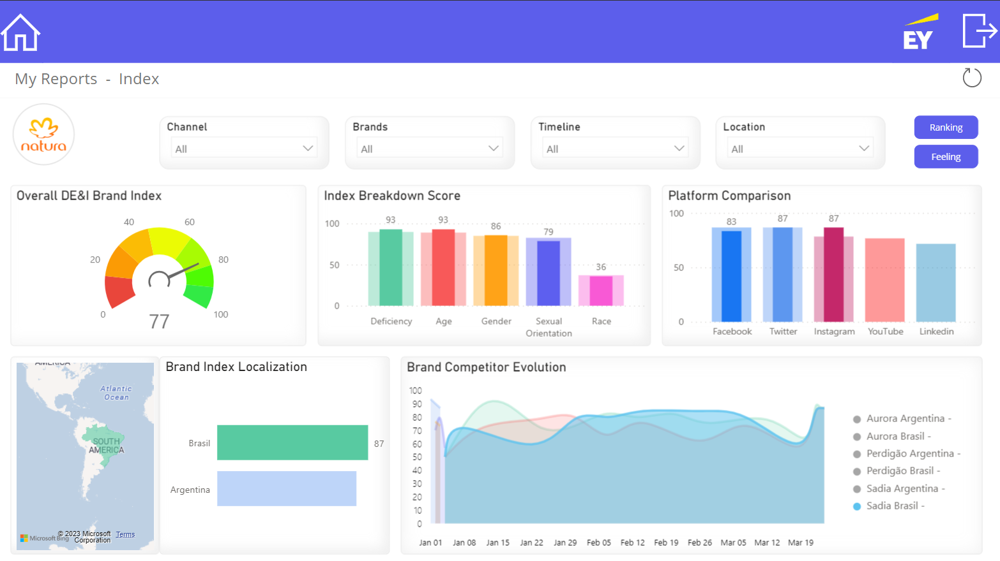 EY
My Reports - Index
natura
Channel
All
Brands
All
Timeline
All
Location
All
Ranking
Feeling
Overall DE&I Brand Index
0
20
40
60
80
100
77
Index Breakdown Score
100
50
0
93
93
86
79
36
Deficiency
Age
Gender
Sexual
Orientation
Race
Platform Comparison
100
50
0
83
87
87
Facebook
Twitter
Instagram
YouTube
Linkedin
AMERICA
Atlantic
Ocean
SOUTH
AMERICA
Microsoft Bing
© 2023 Microsoft
Corporation
Terms
Brand Index Localization
Brasil
87
Argentina
Brand Competitor Evolution
100
90
80
70
60
50
40
30
20
10
0
Jan 01 Jan 08 Jan 15 Jan 22 Jan 29 Feb 05 Feb 12 Feb 19 Feb 26 Mar 05 Mar 12 Mar 19
Aurora Argentina -
Aurora Brasil -
Perdigão Argentina -
Perdigão Brasil -
Sadia Argentina -
Sadia Brasil -